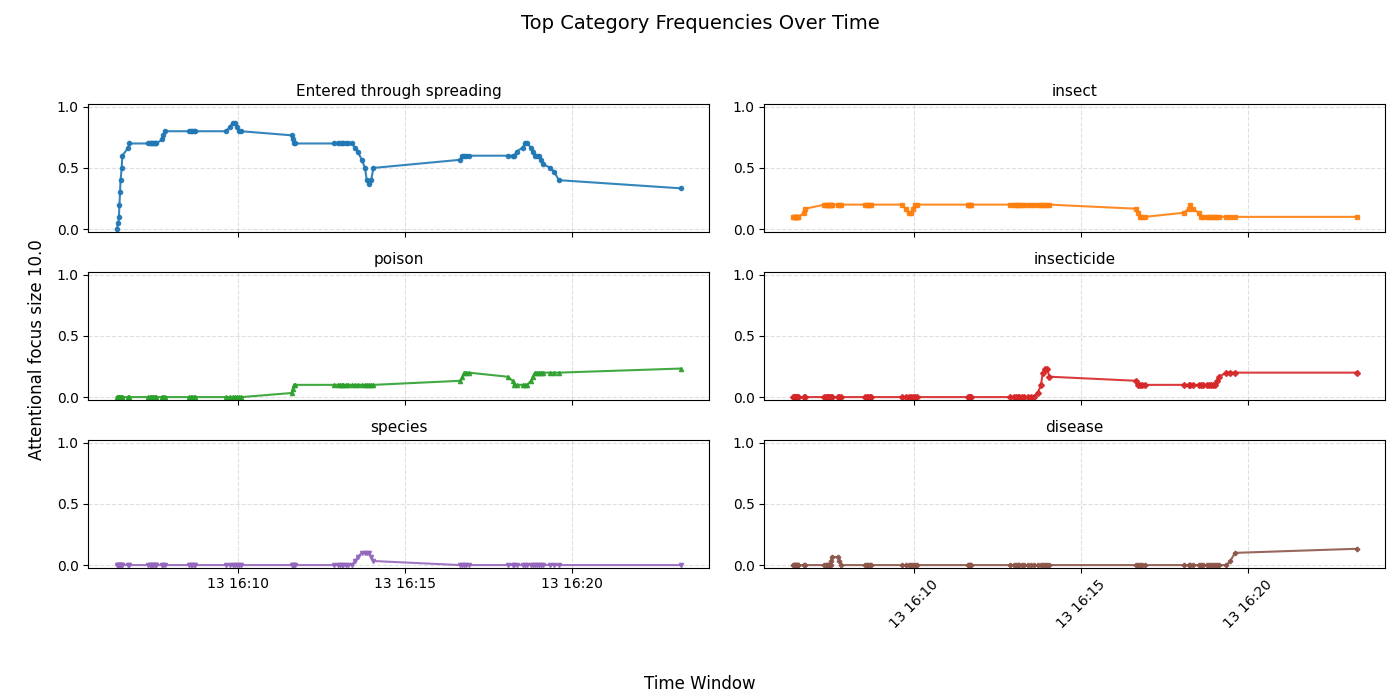 Top Category Frequencies Over Time
Entered through spreading
1.0
0.5
0.0
insect
1.0
0.5
0.0
poison
1.0
0.5
0.0
insecticide
1.0
0.5
0.0
species
1.0
0.5
0.0
13 16:10
13 16:15
13 16:20
disease
1.0
0.5
0.0
13 16:10
13 16:15
13 16:20
Attentional focus size 10.0
Time Window